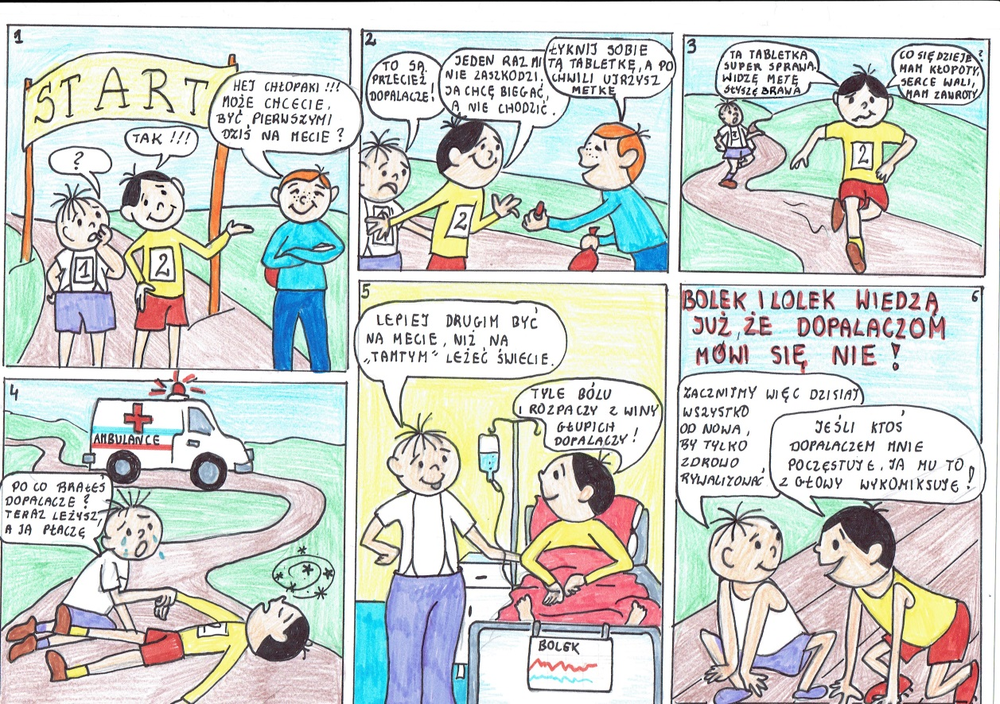 1
START
?
TAK !!!
HEJ CHŁOPAKI !!!
MOŻE CHCECIE,
BYĆ PIERWSZYMI
DZIŚ NA MECIE ?
1
2
2
TO SĄ
PRZECIEŻ
DOPALACZE!
JEDEN RAZ MI
NIE ZASZKODZI,
JA CHCĘ BIEGAĆ,
A NIE CHODZIĆ.
ŁYKNIJ SOBIE
TĄ TABLETKĘ, A PO
CHWILI UJRZYSZ
METKĘ
1
2
3
TA TABLETKA
SUPER SPRAWA,
WIDZĘ METĘ
SŁYSZĘ BRAWA
CO SIĘ DZIEJE?
MAM KŁOPOTY,
SERCE WALI,
MAM ZAWROTY
2
4
AMBULANCE
PO CO BRAŁEŚ
DOPALACZE ?
TERAZ LEŻYSZ,
A JA PŁACZĘ
2
5
LEPIEJ DRUGIM BYĆ
NA MECIE, NIŻ NA
„TAMTYM" LEŻEĆ ŚWIECIE.
TYLE BÓLU
I ROZPACZY Z WINY
GŁUPICH
DOPALACZY!
BOLEK
6
BOLEK I LOLEK WIEDZĄ
JUŻ, ŻE DOPALACZOM
MÓWI SIĘ NIE !
ZACZNIJMY WIĘC DZISIAJ
WSZYSTKO
OD NOWA,
BY TYLKO
ZDROWO
RYWALIZOWAĆ
JEŚLI KTOŚ
DOPALACZEM MNIE
POCZĘSTUJE, JA MU TO
Z GŁOWY WYKOMIKSUJĘ!